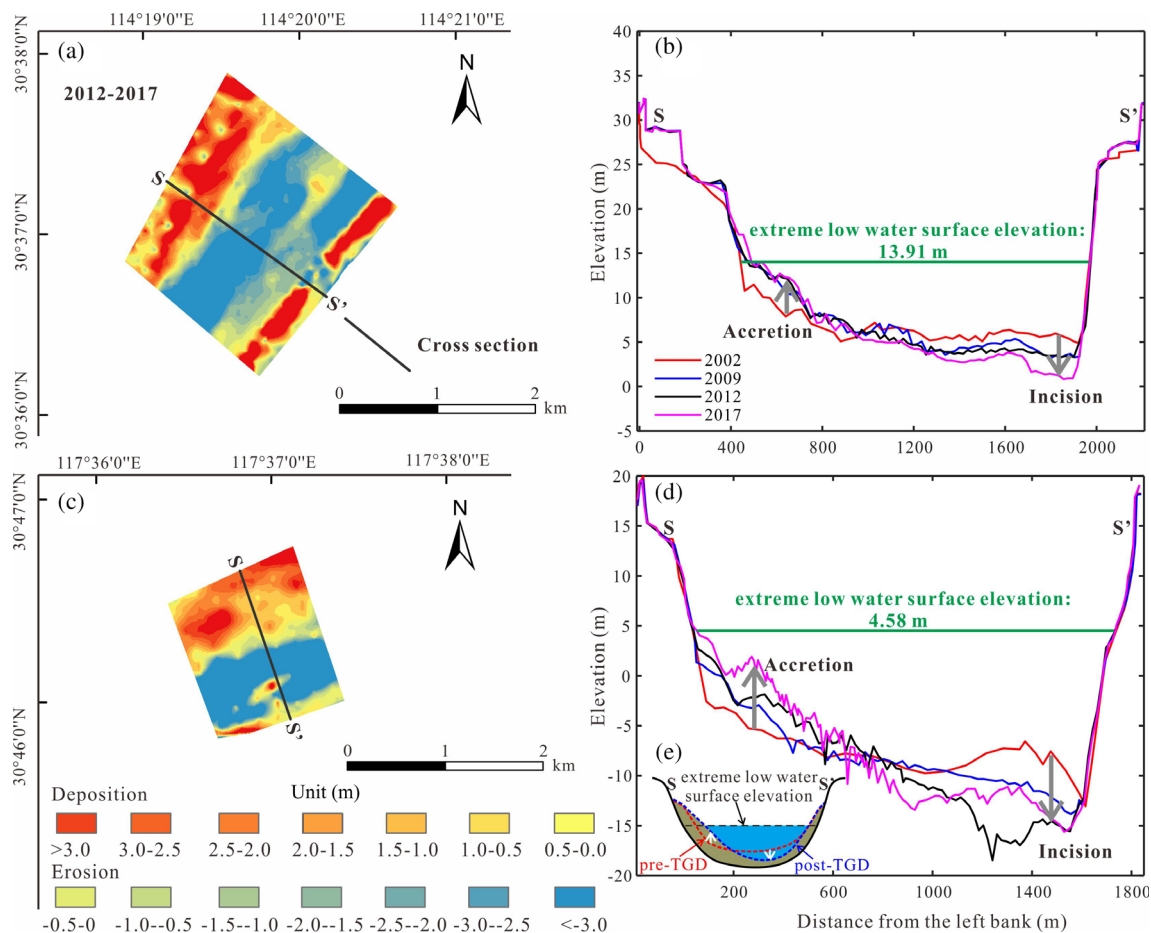 114°19'0"E 114°20'0"E 114°21'0"E
30°38'0"N
30°37'0"N
30°36'0"N
(a)
2012-2017
N
S
S'
Cross section
0 1 2
km
(b)
40
35
30
25
20
15
10
5
0
-5
Elevation (m)
S S'
extreme low water surface elevation:
13.91 m
Accretion
Incision
2002
2009
2012
2017
0 400 800 1200 1600 2000
117°36'0"E 117°37'0"E 117°38'0"E
30°47'0"N
30°46'0"N
(c)
N
S
S'
0 1 2
km
Deposition Unit (m)
>3.0 3.0-2.5 2.5-2.0 2.0-1.5 1.5-1.0 1.0-0.5 0.5-0.0
Erosion
-0.5-0 -1.0--0.5 -1.5--1.0 -2.0--1.5 -2.5--2.0 -3.0--2.5 <-3.0
(d)
20
15
10
5
0
-5
-10
-15
-20
Elevation (m)
S S'
extreme low water surface elevation:
4.58 m
Accretion
Incision
(e)
S S'
extreme low water
surface elevation
pre-TGD post-TGD
200 600 1000 1400 1800
Distance from the left bank (m)